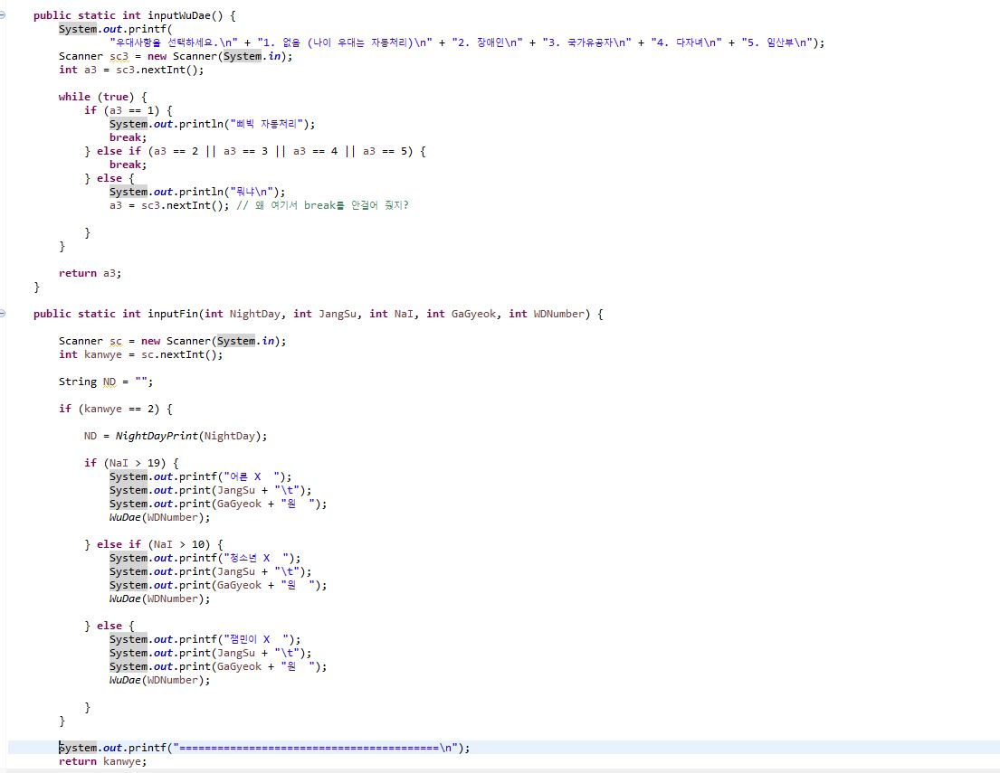 public static int inputWuDae() {
System.out.printf(
"우대사항을 선택하세요.\n" + "1. 없음 (나이 우대는 자동처리)\n" + "2. 장애인\n" + "3. 국가유공자\n" + "4. 다자녀\n" + "5. 임산부\n");
Scanner sc3 = new Scanner(System.in);
int a3 = sc3.nextInt();
while (true) {
if (a3 == 1) {
System.out.println("삐빅 자동처리");
break;
} else if (a3 == 2 || a3 == 3 || a3 == 4 || a3 == 5) {
break;
} else {
System.out.println("뭐냐\n");
a3 = sc3.nextInt(); // 왜 여기서 break를 안걸어 줬지?
}
}
return a3;
}
public static int inputFin(int NightDay, int JangSu, int NaI, int GaGyeok, int WDNumber) {
Scanner sc = new Scanner(System.in);
int kanwye = sc.nextInt();
String ND = "";
if (kanwye == 2) {
ND = NightDayPrint(NightDay);
if (NaI > 19) {
System.out.printf("어른 X  ");
System.out.print(JangSu + "\t");
System.out.print(GaGyeok + "원  ");
WuDae(WDNumber);
} else if (NaI > 10) {
System.out.printf("청소년 X  ");
System.out.print(JangSu + "\t");
System.out.print(GaGyeok + "원  ");
WuDae(WDNumber);
} else {
System.out.printf("잼민이 X  ");
System.out.print(JangSu + "\t");
System.out.print(GaGyeok + "원  ");
WuDae(WDNumber);
}
}
System.out.printf("=========================================\n");
return kanwye;